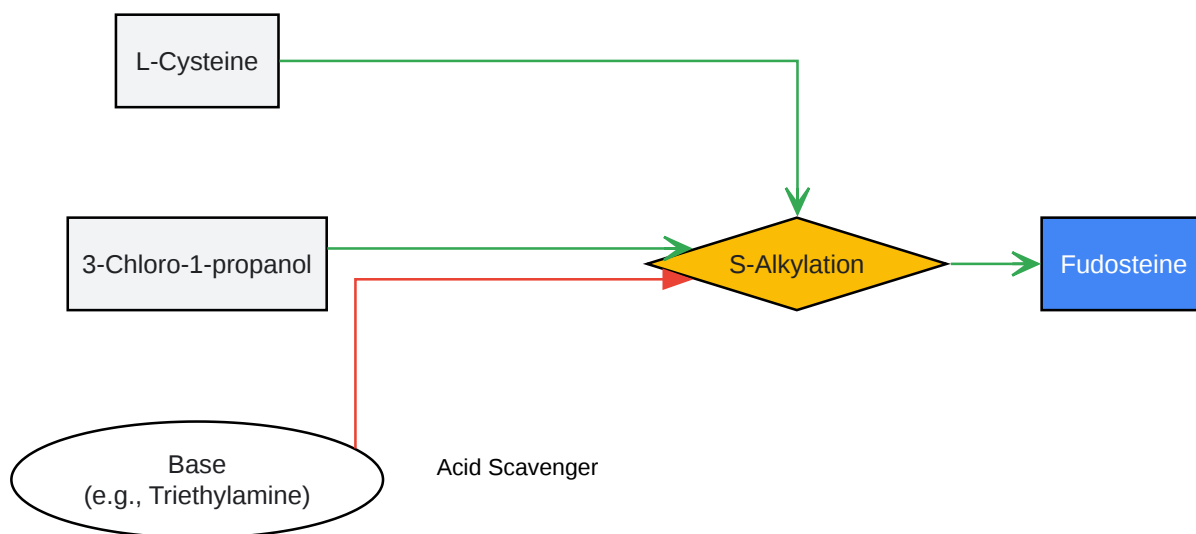 L-Cysteine
3-Chloro-1-propanol
S-Alkylation
Fudosteine
Base
(e.g., Triethylamine)
Acid Scavenger